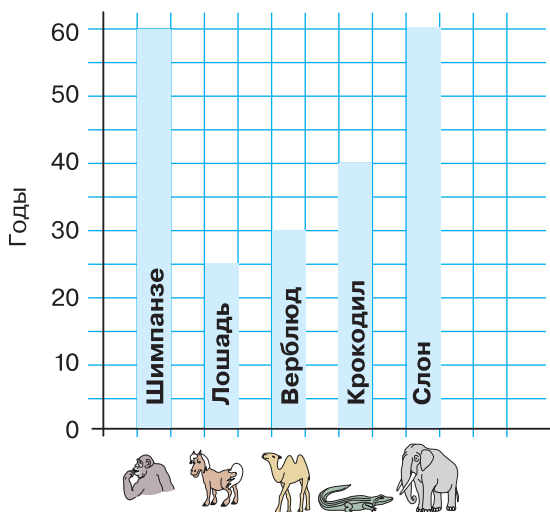 Годы
60
50
40
30
20
10
0
Шимпанзе
Лошадь
Верблюд
Крокодил
Слон